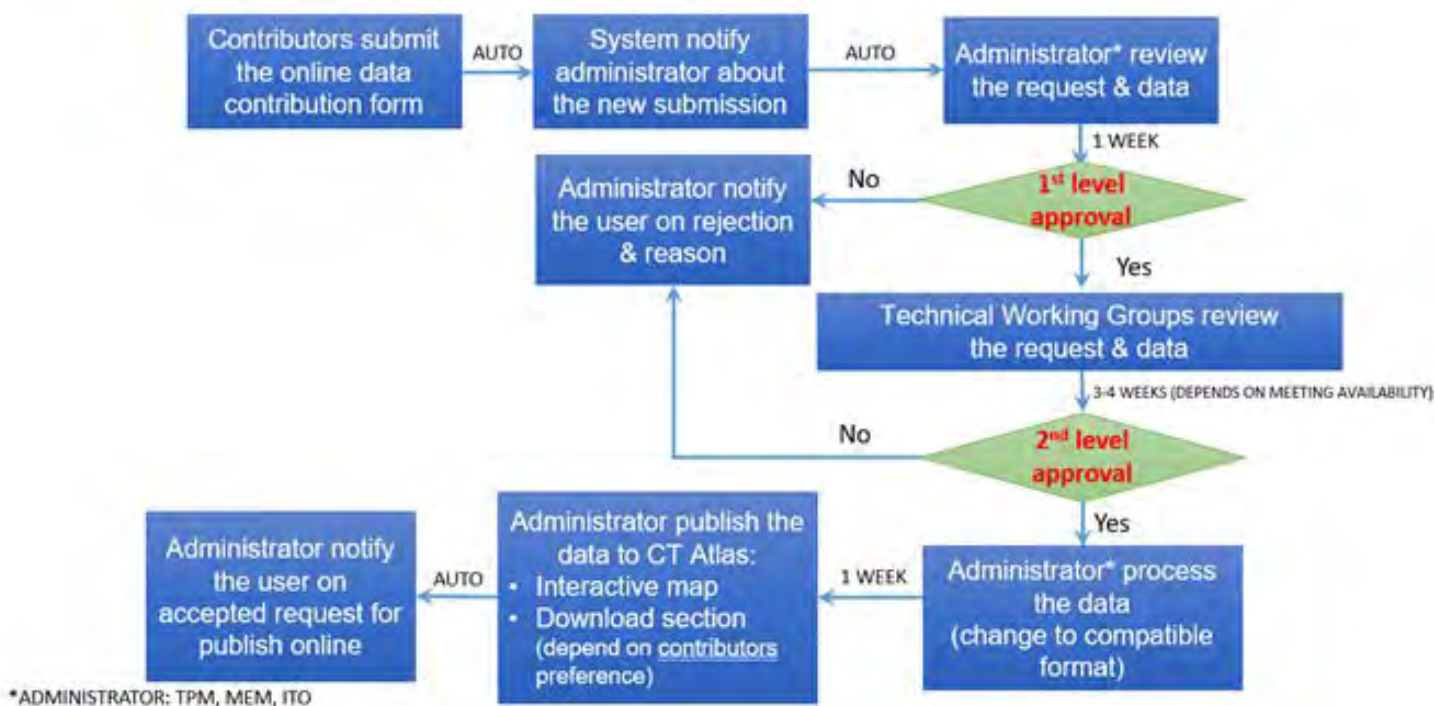 Contributors submit
the online data
contribution form
AUTO
System notify
administrator about
the new submission
AUTO
Administrator* review
the request & data
1 WEEK
1st level
approval
No
Administrator notify
the user on rejection
& reason
Yes
Technical Working Groups review
the request & data
3-4 WEEKS (DEPENDS ON MEETING AVAILABILITY)
2nd level
approval
No
Yes
Administrator* process
the data
(change to compatible
format)
1 WEEK
Administrator publish the
data to CT Atlas:
• Interactive map
• Download section
(depend on contributors
preference)
AUTO
Administrator notify
the user on
accepted request for
publish online
*ADMINISTRATOR: TPM, MEM, ITO